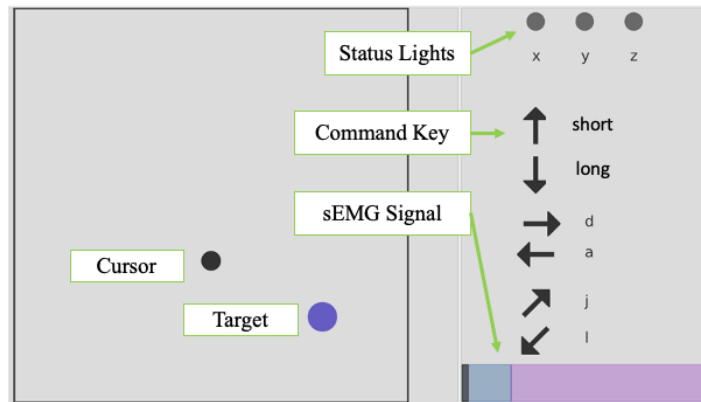 Status Lights
x y z
Command Key
short
long
sEMG Signal
d
a
Cursor
j
Target
l